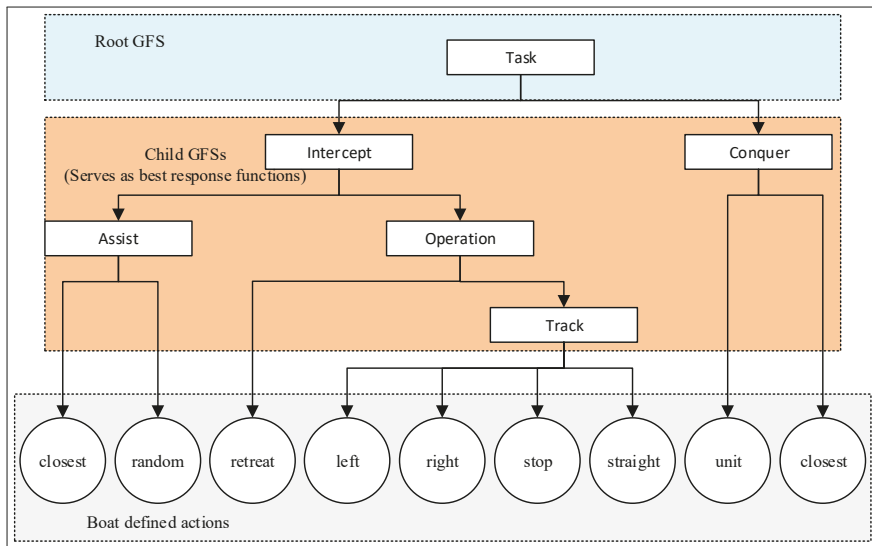 Root GFS
Task
Child GFSs
(Serves as best response functions)
Intercept
Conquer
Assist
Operation
Track
closest
random
retreat
left
right
stop
straight
unit
closest
Boat defined actions